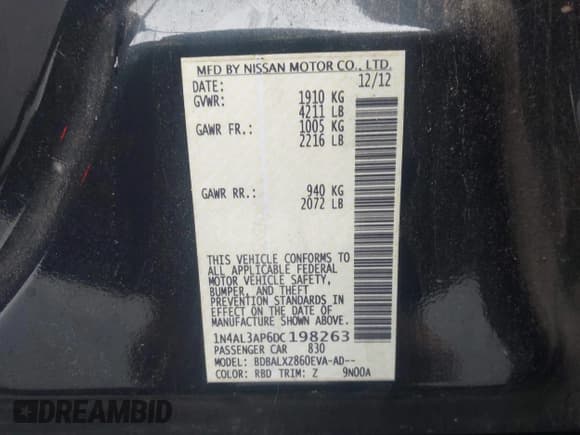 MFD BY NISSAN MOTOR CO., LTD.
DATE: 12/12
GVWR: 1910 KG
4211 LB
GAWR FR.: 1005 KG
2216 LB
GAWR RR.: 940 KG
2072 LB
THIS VEHICLE CONFORMS TO
ALL APPLICABLE FEDERAL
MOTOR VEHICLE SAFETY,
BUMPER, AND THEFT
PREVENTION STANDARDS IN
EFFECT ON THE DATE OF
MANUFACTURE SHOWN ABOVE.
1N4AL3AP6DC198263
PASSENGER CAR 830
MODEL: BDBALXZ860EVA-AD--
COLOR: RBD TRIM: Z 9N00A
DREAMBID